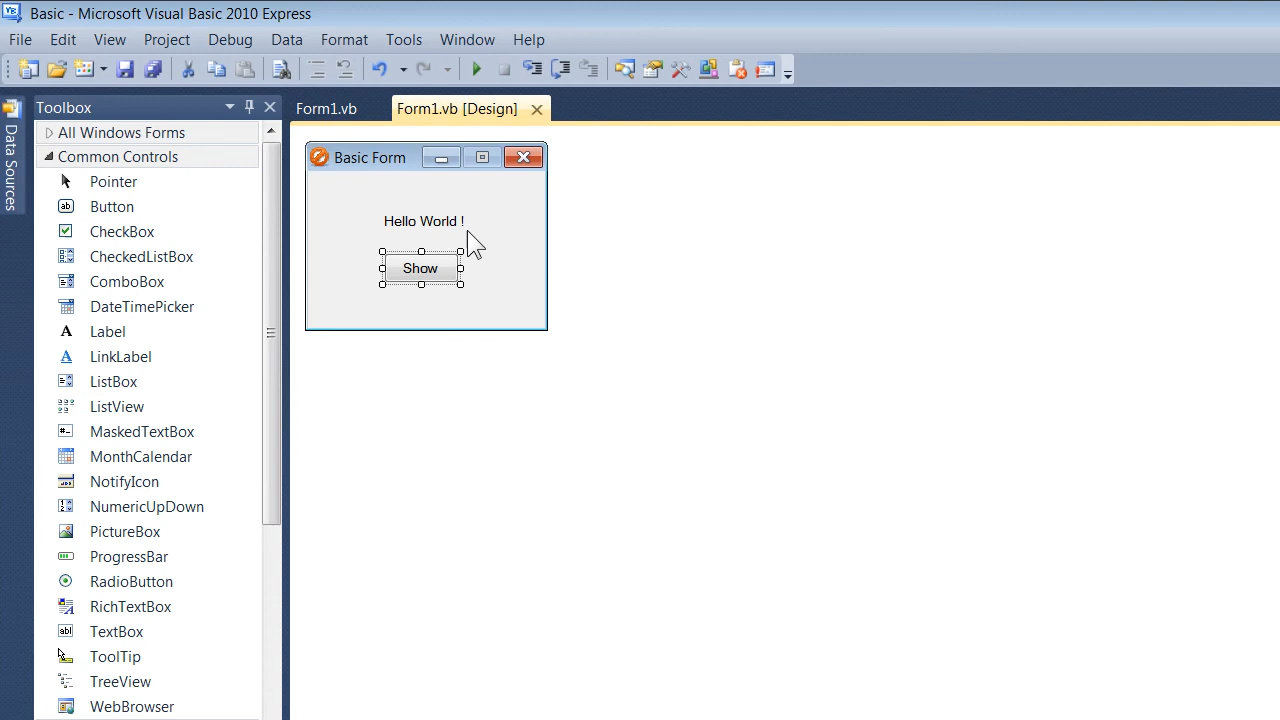 Basic - Microsoft Visual Basic 2010 Express
File Edit View Project Debug Data Format Tools Window Help
Toolbox
Form1.vb Form1.vb [Design]
Data Sources
All Windows Forms
Common Controls
Pointer
Button
CheckBox
CheckedListBox
ComboBox
DateTimePicker
Label
LinkLabel
ListBox
ListView
MaskedTextBox
MonthCalendar
NotifyIcon
NumericUpDown
PictureBox
ProgressBar
RadioButton
RichTextBox
TextBox
ToolTip
TreeView
WebBrowser
Basic Form
Hello World !
Show